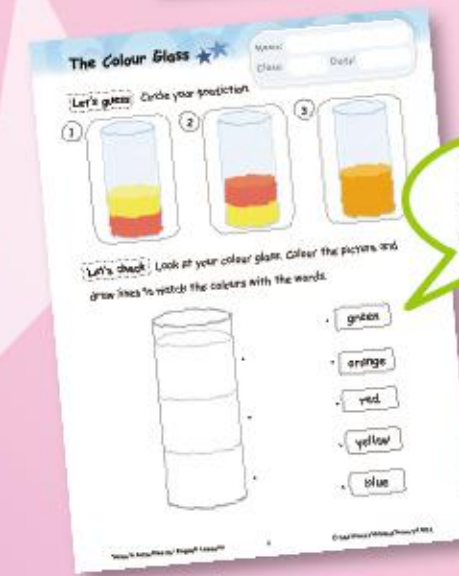 The Colour Glass
Name:
Class: Date:
Let's guess Circle your prediction.
1 2 3
Let's check Look at your colour glass. Colour the picture and
draw lines to match the colours with the words.
green
orange
red
yellow
blue